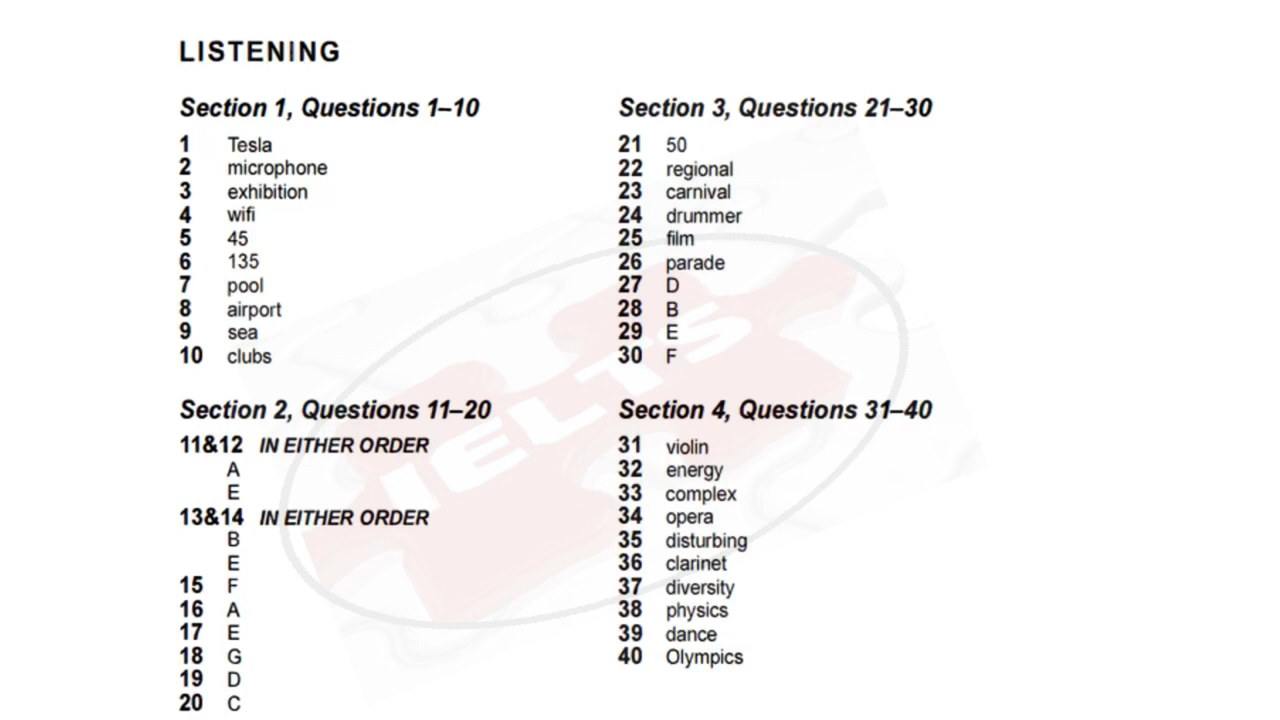 LISTENING
Section 1, Questions 1–10
1 Tesla
2 microphone
3 exhibition
4 wifi
5 45
6 135
7 pool
8 airport
9 sea
10 clubs
Section 2, Questions 11–20
11&12 IN EITHER ORDER
A
E
13&14 IN EITHER ORDER
B
E
15 F
16 A
17 E
18 G
19 D
20 C
Section 3, Questions 21–30
21 50
22 regional
23 carnival
24 drummer
25 film
26 parade
27 D
28 B
29 E
30 F
Section 4, Questions 31–40
31 violin
32 energy
33 complex
34 opera
35 disturbing
36 clarinet
37 diversity
38 physics
39 dance
40 Olympics
IELTS